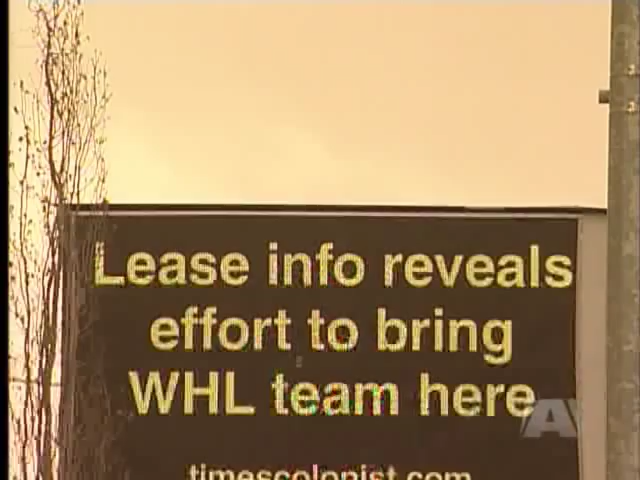 Lease info reveals
effort to bring
WHL team here
A
timescolonist.com